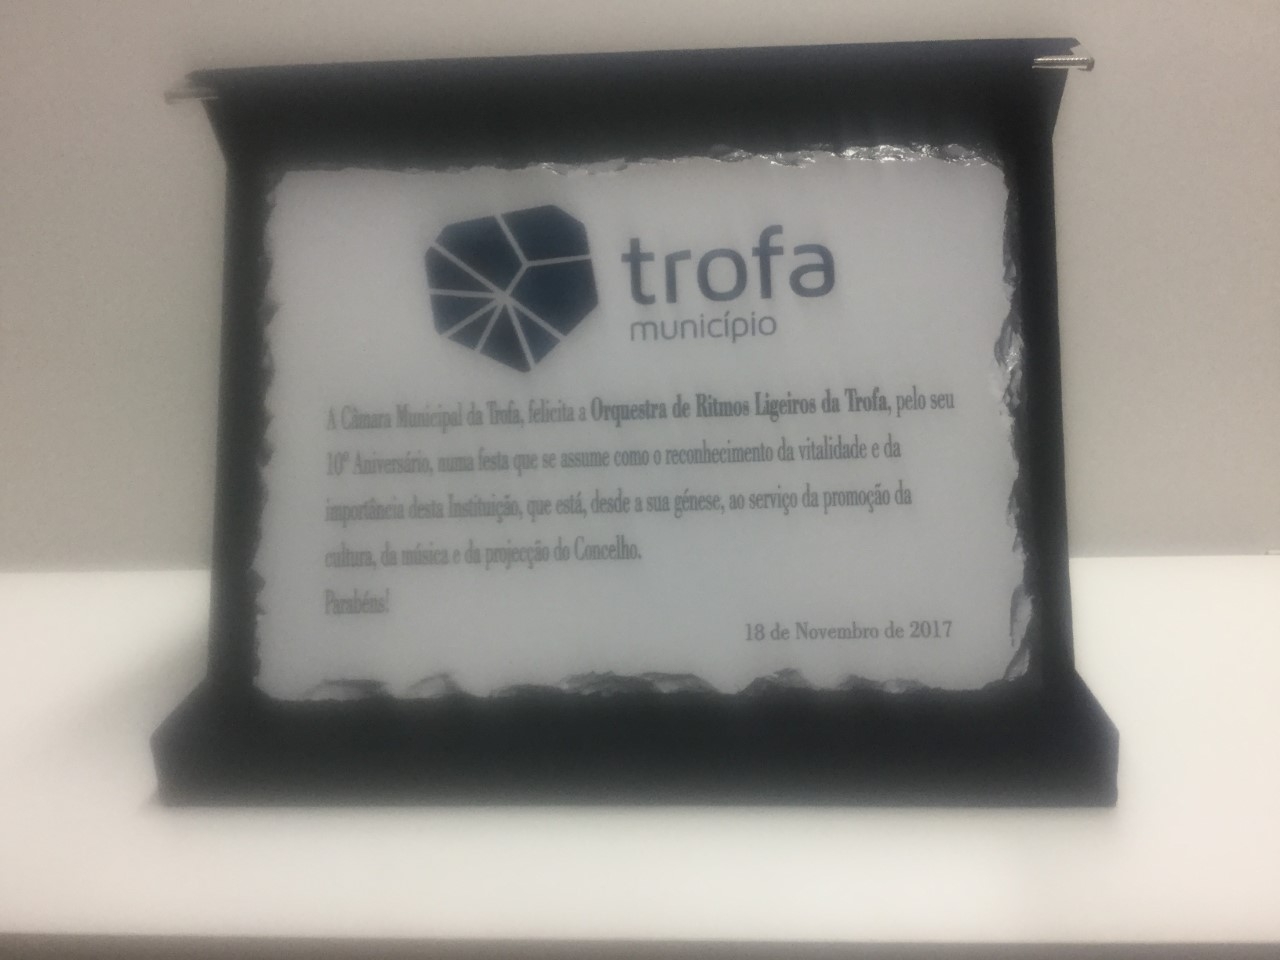 trofa
município
A Câmara Municipal da Trofa, felicita a Orquestra de Ritmos Ligeiros da Trofa, pelo seu
10º Aniversário, numa festa que se assume como o reconhecimento da vitalidade e da
importância desta Instituição, que está, desde a sua génese, ao serviço da promoção da
cultura, da música e da projecção do Concelho.
Parabéns!
18 de Novembro de 2017